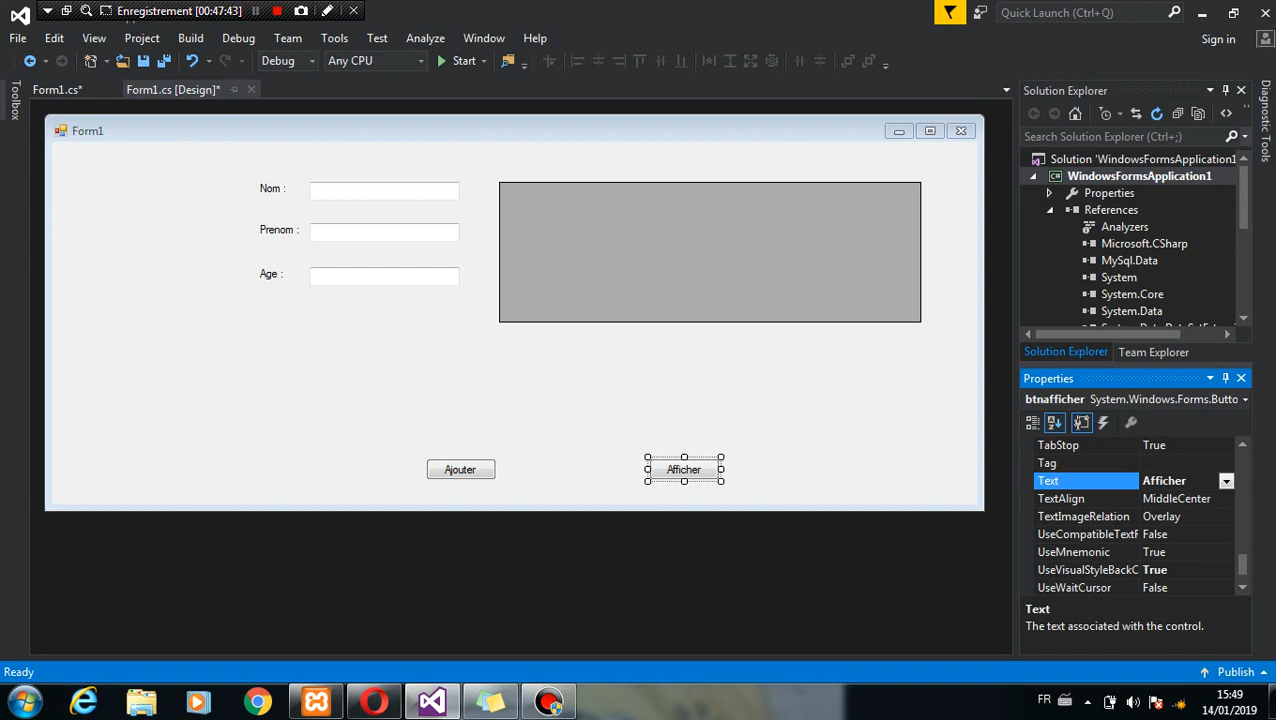 Enregistrement [00:47:43]
Quick Launch (Ctrl+Q)
File Edit View Project Build Debug Team Tools Test Analyze Window Help
Sign in
Debug Any CPU Start
Form1.cs* Form1.cs [Design]*
Toolbox
Form1
Nom :
Prenom :
Age :
Ajouter Afficher
Solution Explorer
Search Solution Explorer (Ctrl+;)
Solution 'WindowsFormsApplication1
WindowsFormsApplication1
Properties
References
Analyzers
Microsoft.CSharp
MySql.Data
System
System.Core
System.Data
Solution Explorer Team Explorer
Diagnostic Tools
Properties
btnafficher System.Windows.Forms.Butto
TabStop True
Tag
Text Afficher
TextAlign MiddleCenter
TextImageRelation Overlay
UseCompatibleTextF False
UseMnemonic True
UseVisualStyleBackC True
UseWaitCursor False
Text
The text associated with the control.
Ready
Publish
FR
15:49
14/01/2019